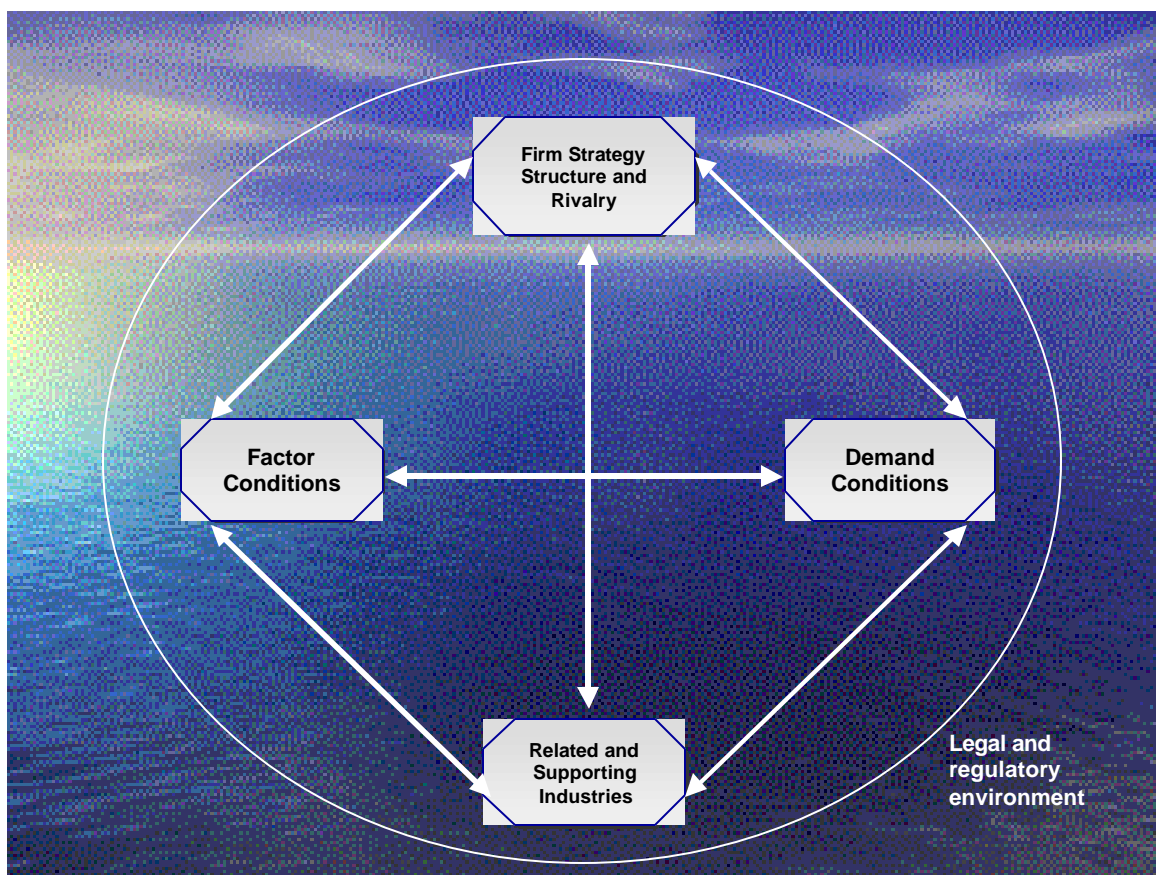 Firm Strategy
Structure and
Rivalry
Factor
Conditions
Demand
Conditions
Related and
Supporting
Industries
Legal and
regulatory
environment